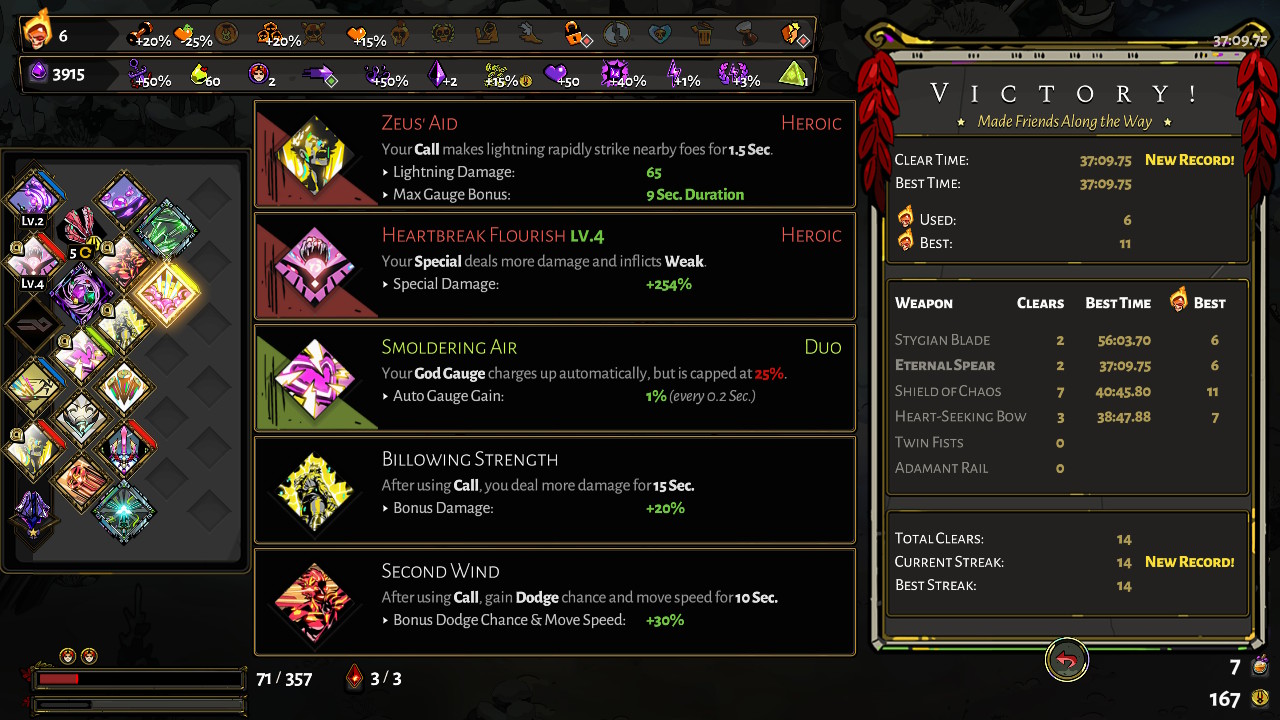 6
+20%
-25%
+20%
+15%
37:09.75
3915
+50%
60
2
+50%
+2
+15%
+50
+40%
+1%
+3%
1
Lv.2
5
Lv.4
ZEUS' AID HEROIC
Your Call makes lightning rapidly strike nearby foes for 1.5 Sec.
‣ Lightning Damage: 65
‣ Max Gauge Bonus: 9 Sec. Duration
HEARTBREAK FLOURISH LV.4 HEROIC
Your Special deals more damage and inflicts Weak.
‣ Special Damage: +254%
SMOLDERING AIR DUO
Your God Gauge charges up automatically, but is capped at 25%.
‣ Auto Gauge Gain: 1% (every 0.2 Sec.)
BILLOWING STRENGTH
After using Call, you deal more damage for 15 Sec.
‣ Bonus Damage: +20%
SECOND WIND
After using Call, gain Dodge chance and move speed for 10 Sec.
‣ Bonus Dodge Chance & Move Speed: +30%
71 / 357
3 / 3
VICTORY!
Made Friends Along the Way
CLEAR TIME: 37:09.75 NEW RECORD!
BEST TIME: 37:09.75
USED: 6
BEST: 11
WEAPON CLEARS BEST TIME BEST
STYGIAN BLADE 2 56:03.70 6
ETERNAL SPEAR 2 37:09.75 6
SHIELD OF CHAOS 7 40:45.80 11
HEART-SEEKING BOW 3 38:47.88 7
TWIN FISTS 0
ADAMANT RAIL 0
TOTAL CLEARS: 14
CURRENT STREAK: 14 NEW RECORD!
BEST STREAK: 14
7
167